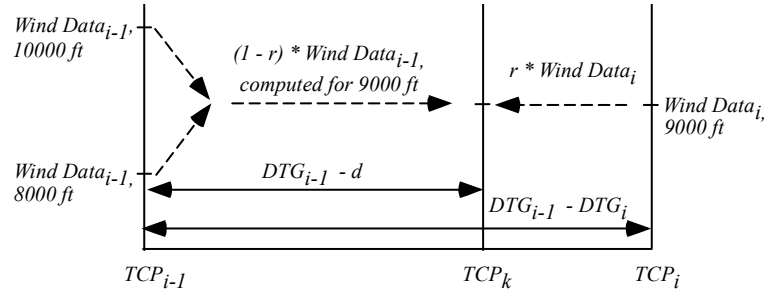 Wind Data_{i-1},
10000 ft
(1 - r) * Wind Data_{i-1},
computed for 9000 ft
r * Wind Data_i
Wind Data_i,
9000 ft
Wind Data_{i-1},
8000 ft
DTG_{i-1} - d
DTG_{i-1} - DTG_i
TCP_{i-1}
TCP_k
TCP_i